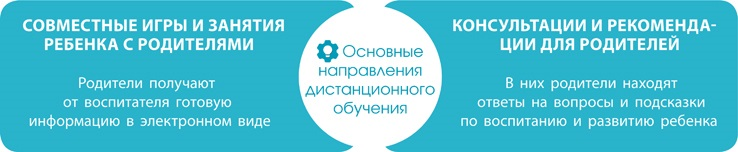 СОВМЕСТНЫЕ ИГРЫ И ЗАНЯТИЯ
РЕБЕНКА С РОДИТЕЛЯМИ
Родители получают
от воспитателя готовую
информацию в электронном виде
Основные
направления
дистанционного
обучения
КОНСУЛЬТАЦИИ И РЕКОМЕНДА-
ЦИИ ДЛЯ РОДИТЕЛЕЙ
В них родители находят
ответы на вопросы и подсказки
по воспитанию и развитию ребенка